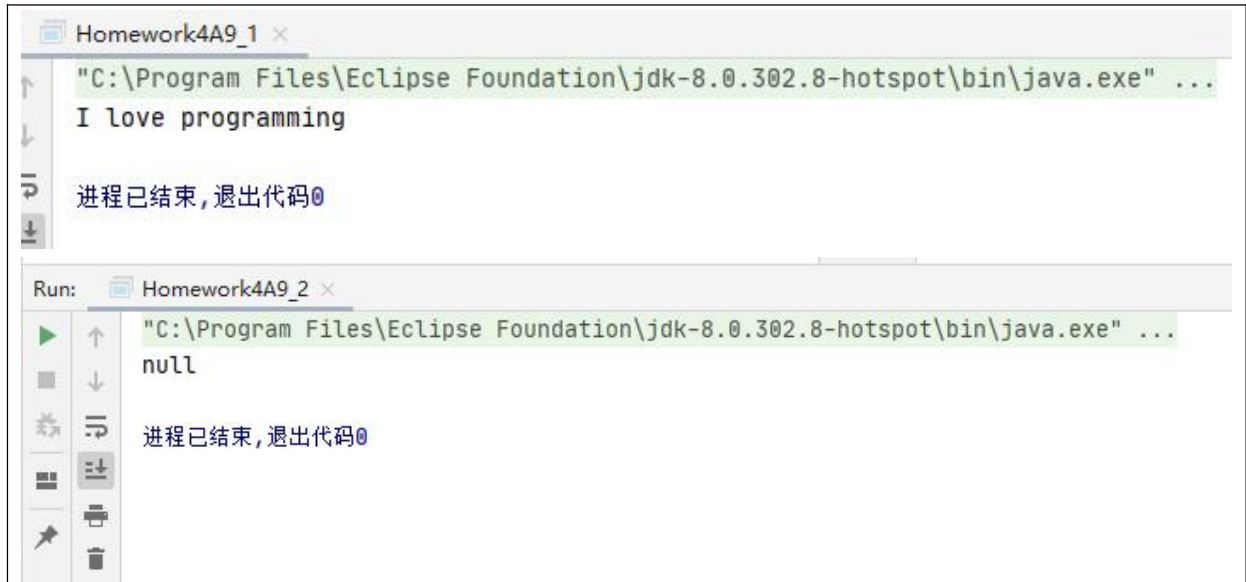 Homework4A9_1
"C:\Program Files\Eclipse Foundation\jdk-8.0.302.8-hotspot\bin\java.exe" ...
I love programming
进程已结束,退出代码0
Run: Homework4A9_2
"C:\Program Files\Eclipse Foundation\jdk-8.0.302.8-hotspot\bin\java.exe" ...
null
进程已结束,退出代码0